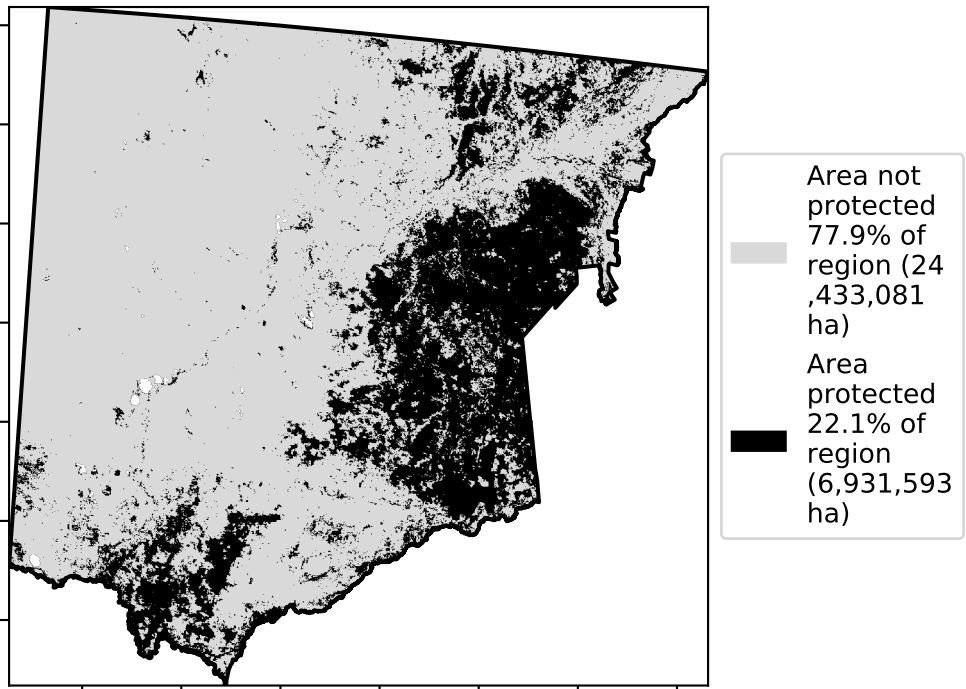 Area not
protected
77.9% of
region (24
,433,081
ha)
Area
protected
22.1% of
region
(6,931,593
ha)